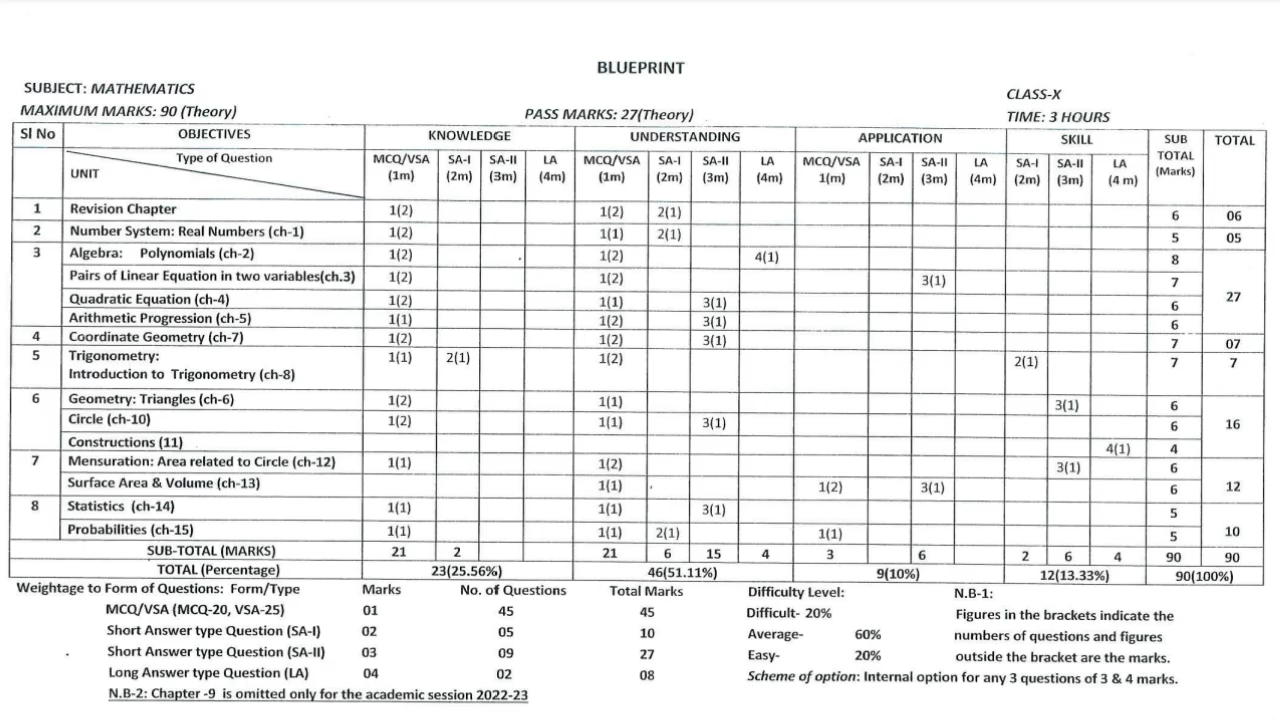 BLUEPRINT
SUBJECT: MATHEMATICS CLASS-X
MAXIMUM MARKS: 90 (Theory) PASS MARKS: 27(Theory) TIME: 3 HOURS
Sl No OBJECTIVES KNOWLEDGE UNDERSTANDING APPLICATION SKILL SUB TOTAL (Marks) TOTAL
Type of Question MCQ/VSA (1m) SA-I (2m) SA-II (3m) LA (4m) MCQ/VSA (1m) SA-I (2m) SA-II (3m) LA (4m) MCQ/VSA 1(m) SA-I (2m) SA-II (3m) LA (4m) SA-I (2m) SA-II (3m) LA (4 m)
UNIT
1 Revision Chapter 1(2) 1(2) 2(1) 6 06
2 Number System: Real Numbers (ch-1) 1(2) 1(1) 2(1) 5 05
3 Algebra: Polynomials (ch-2) 1(2) 1(2) 4(1) 8
Pairs of Linear Equation in two variables(ch.3) 1(2) 1(2) 3(1) 7
27
Quadratic Equation (ch-4) 1(2) 1(1) 3(1) 6
Arithmetic Progression (ch-5) 1(1) 1(2) 3(1) 6
4 Coordinate Geometry (ch-7) 1(2) 1(2) 3(1) 7 07
5 Trigonometry: 1(1) 2(1) 1(2) 2(1) 7 7
Introduction to Trigonometry (ch-8)
6 Geometry: Triangles (ch-6) 1(2) 1(1) 3(1) 6
Circle (ch-10) 1(2) 1(1) 3(1) 6 16
Constructions (11) 4(1) 4
7 Mensuration: Area related to Circle (ch-12) 1(1) 1(2) 3(1) 6
Surface Area & Volume (ch-13) 1(1) 1(2) 3(1) 6 12
8 Statistics (ch-14) 1(1) 1(1) 3(1) 5
Probabilities (ch-15) 1(1) 1(1) 2(1) 1(1) 5 10
SUB-TOTAL (MARKS) 21 2 21 6 15 4 3 6 2 6 4 90 90
TOTAL (Percentage) 23(25.56%) 46(51.11%) 9(10%) 12(13.33%) 90(100%)
Weightage to Form of Questions: Form/Type Marks No. of Questions Total Marks Difficulty Level: N.B-1:
MCQ/VSA (MCQ-20, VSA-25) 01 45 45 Difficult- 20% Figures in the brackets indicate the
Short Answer type Question (SA-I) 02 05 10 Average- 60% numbers of questions and figures
Short Answer type Question (SA-II) 03 09 27 Easy- 20% outside the bracket are the marks.
Long Answer type Question (LA) 04 02 08 Scheme of option: Internal option for any 3 questions of 3 & 4 marks.
N.B-2: Chapter -9 is omitted only for the academic session 2022-23